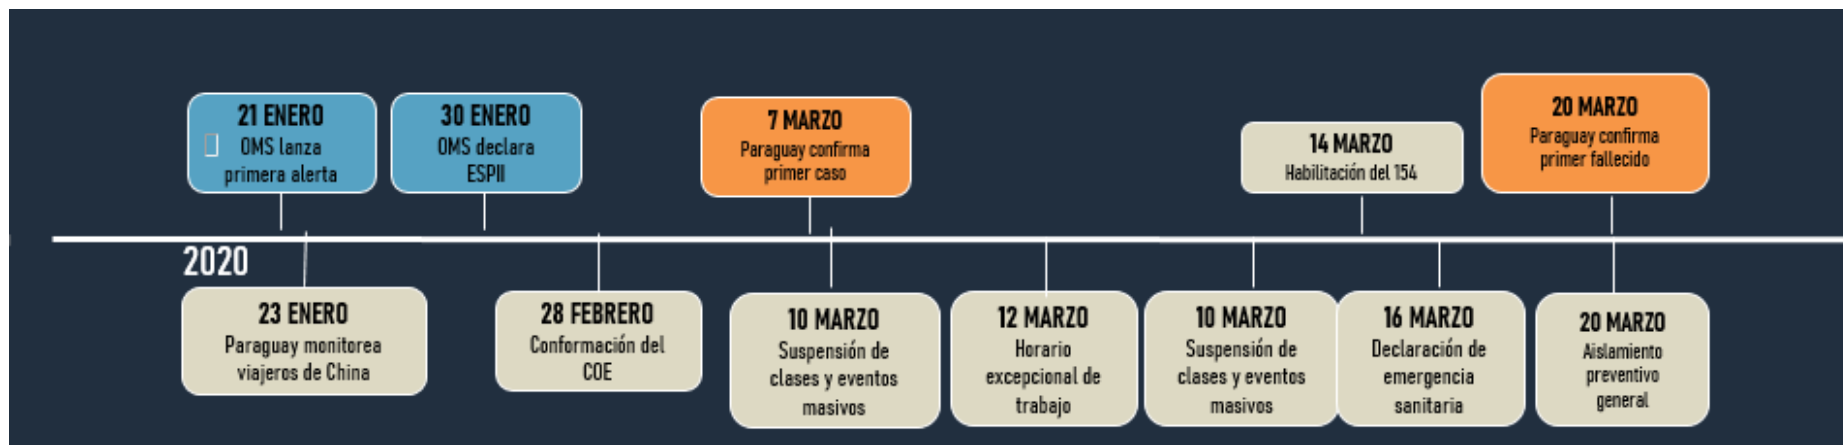 21 ENERO
OMS lanza
primera alerta
30 ENERO
OMS declara
ESPII
7 MARZO
Paraguay confirma
primer caso
14 MARZO
Habilitación del 154
20 MARZO
Paraguay confirma
primer fallecido
2020
23 ENERO
Paraguay monitorea
viajeros de China
28 FEBRERO
Conformación del
COE
10 MARZO
Suspensión de
clases y eventos
masivos
12 MARZO
Horario
excepcional de
trabajo
10 MARZO
Suspensión de
clases y eventos
masivos
16 MARZO
Declaración de
emergencia
sanitaria
20 MARZO
Aislamiento
preventivo
general